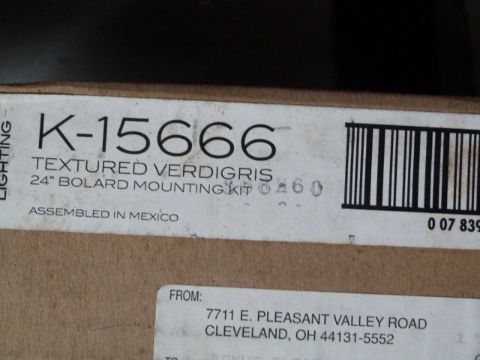 LIGHTING
K-15666
TEXTURED VERDIGRIS
24" BOLARD MOUNTING KIT
ASSEMBLED IN MEXICO
0 07 839
FROM:
7711 E. PLEASANT VALLEY ROAD
CLEVELAND, OH 44131-5552